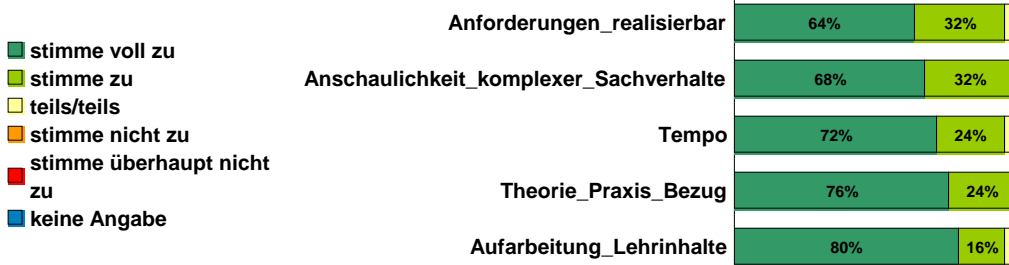 stimme voll zu
stimme zu
teils/teils
stimme nicht zu
stimme überhaupt nicht
zu
keine Angabe
Anforderungen_realisierbar 64% 32%
Anschaulichkeit_komplexer_Sachverhalte 68% 32%
Tempo 72% 24%
Theorie_Praxis_Bezug 76% 24%
Aufarbeitung_Lehrinhalte 80% 16%